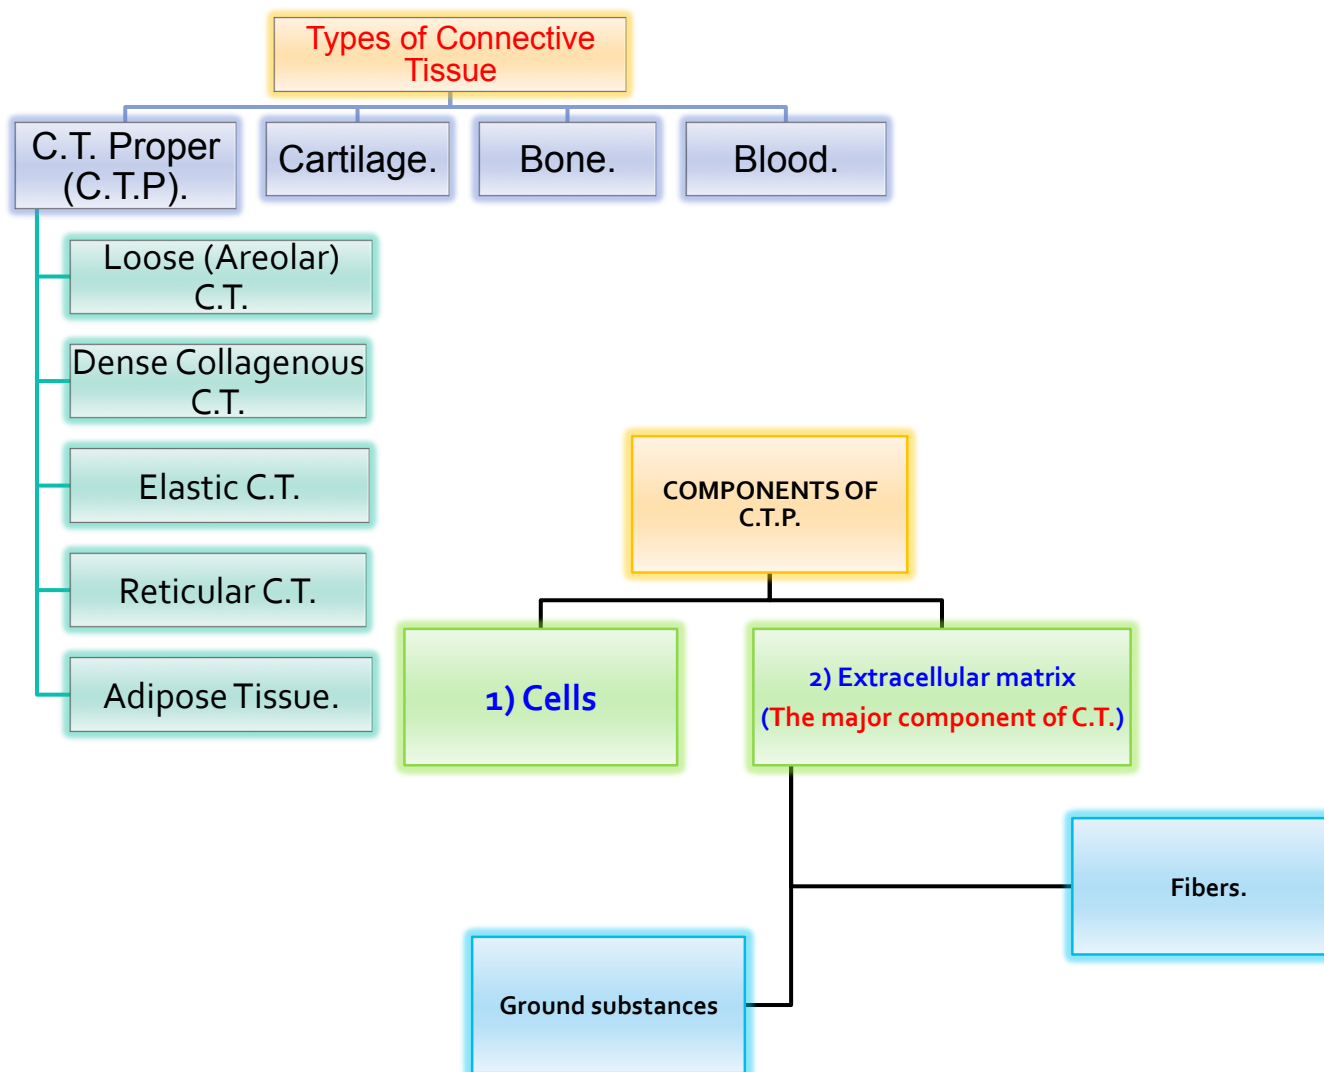 Types of Connective
Tissue
C.T. Proper
(C.T.P).
Cartilage.
Bone.
Blood.
Loose (Areolar)
C.T.
Dense Collagenous
C.T.
Elastic C.T.
Reticular C.T.
Adipose Tissue.
COMPONENTS OF
C.T.P.
1) Cells
2) Extracellular matrix
(The major component of C.T.)
Fibers.
Ground substances